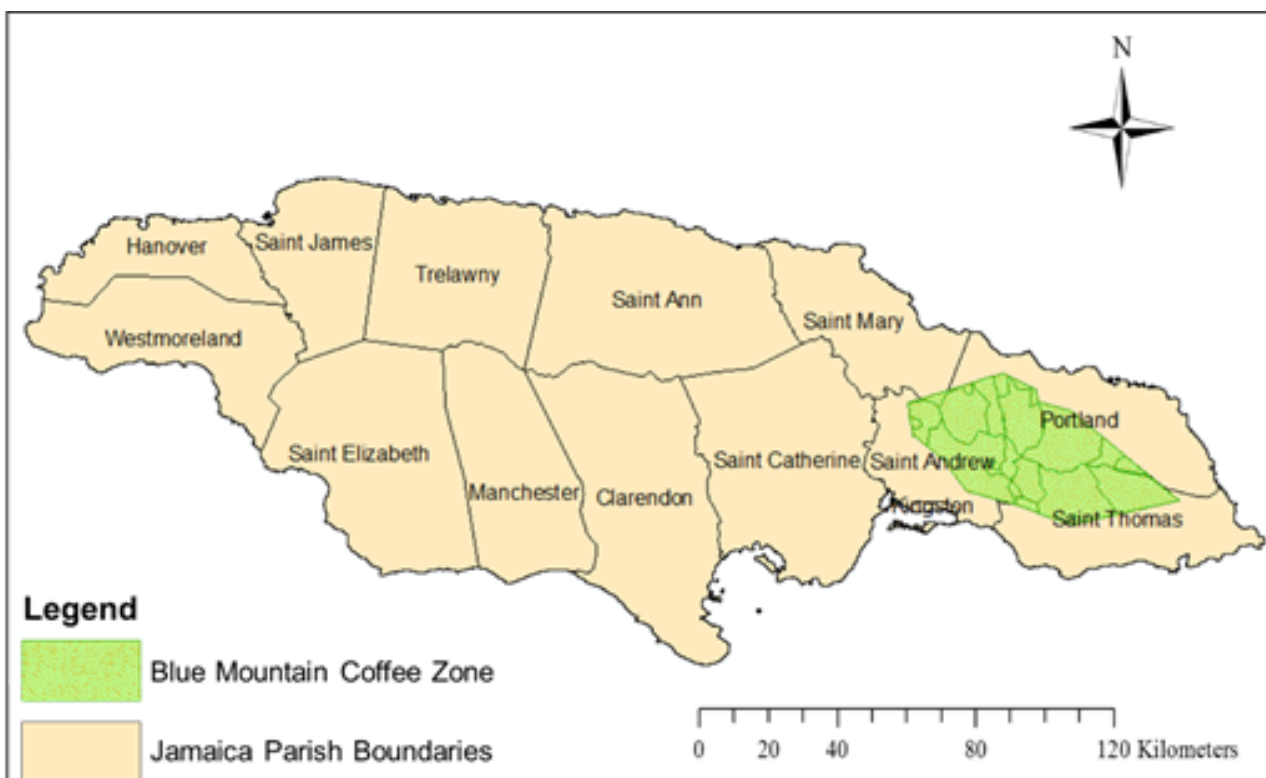 N
Hanover
Saint James
Trelawny
Saint Ann
Saint Mary
Westmoreland
Portland
Saint Elizabeth
Saint Catherine
Saint Andrew
Manchester
Clarendon
Kingston
Saint Thomas
Legend
Blue Mountain Coffee Zone
Jamaica Parish Boundaries
0 20 40 80 120 Kilometers